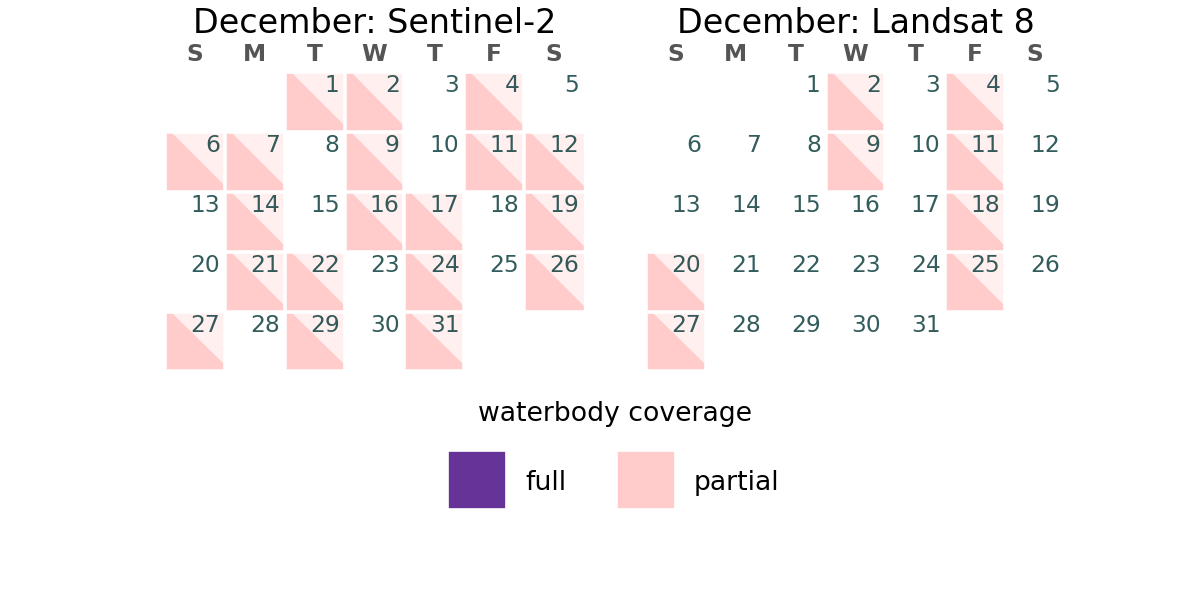 December: Sentinel-2
S M T W T F S
1 2 3 4 5
6 7 8 9 10 11 12
13 14 15 16 17 18 19
20 21 22 23 24 25 26
27 28 29 30 31
December: Landsat 8
S M T W T F S
1 2 3 4 5
6 7 8 9 10 11 12
13 14 15 16 17 18 19
20 21 22 23 24 25 26
27 28 29 30 31
waterbody coverage
full partial